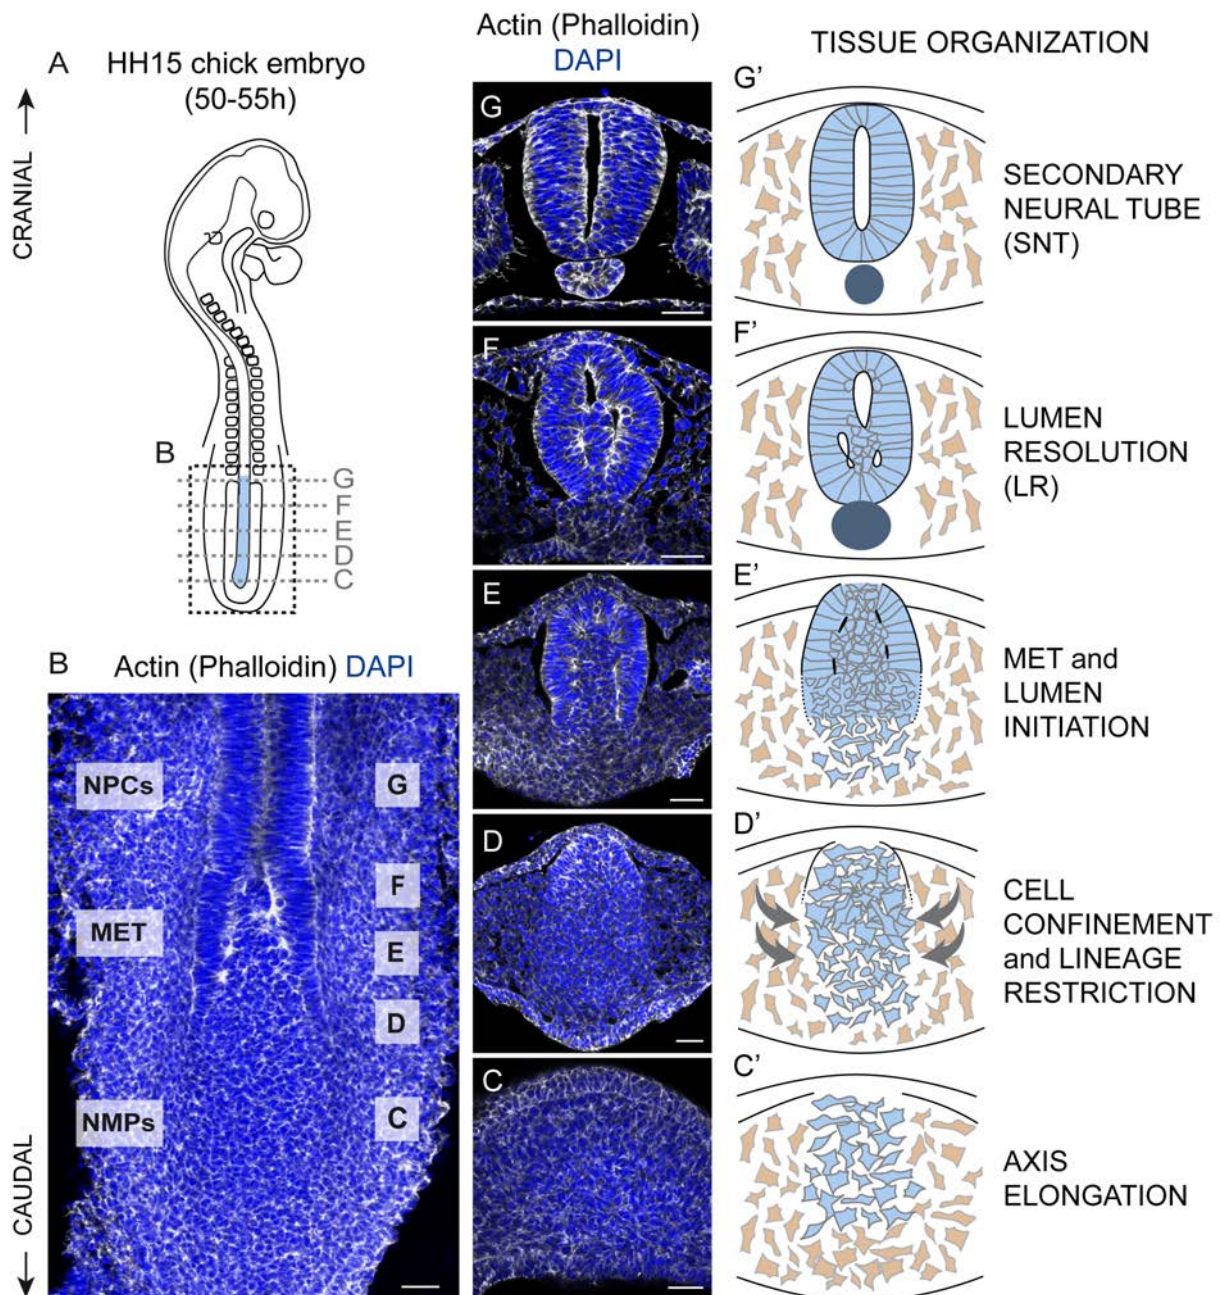 A
HH15 chick embryo
(50-55h)
CRANIAL
B
G
F
E
D
C
B
Actin (Phalloidin) DAPI
NPCs
G
F
MET
E
D
NMPs
C
CAUDAL
Actin (Phalloidin)
DAPI
G
F
E
D
C
TISSUE ORGANIZATION
G’
SECONDARY
NEURAL TUBE
(SNT)
F’
LUMEN
RESOLUTION
(LR)
E’
MET and
LUMEN
INITIATION
D’
CELL
CONFINEMENT
and LINEAGE
RESTRICTION
C’
AXIS
ELONGATION